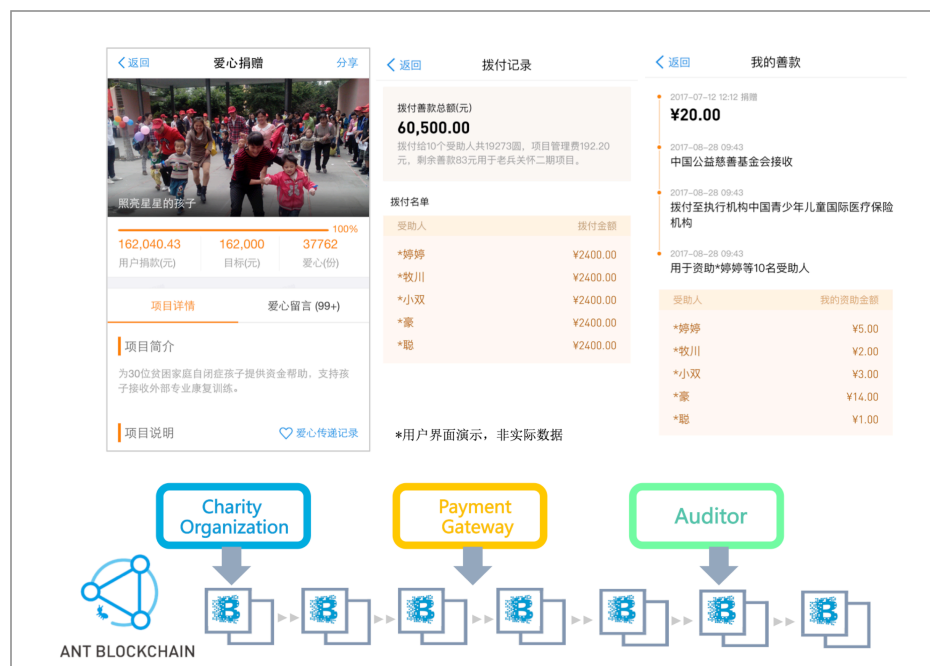 返回
爱心捐赠
分享
照亮星星的孩子
100%
162,040.43
162,000
37762
用户捐款(元)
目标(元)
爱心(份)
项目详情
爱心留言 (99+)
项目简介
为30位贫困家庭自闭症孩子提供资金帮助，支持孩
子接收外部专业康复训练。
项目说明
爱心传递记录
返回
拨付记录
拨付善款总额(元)
60,500.00
拨付给10个受助人共19273圆，项目管理费192.20
元，剩余善款83元用于老兵关怀二期项目。
拨付名单
受助人 拨付金额
*婷婷 ¥2400.00
*牧川 ¥2400.00
*小双 ¥2400.00
*豪 ¥2400.00
*聪 ¥2400.00
*用户界面演示，非实际数据
返回
我的善款
2017-07-12 12:12 捐赠
¥20.00
2017-08-28 09:43
中国公益慈善基金会接收
2017-08-28 09:43
拨付至执行机构中国青少年儿童国际医疗保险
机构
2017-08-28 09:43
用于资助*婷婷等10名受助人
受助人 我的资助金额
*婷婷 ¥5.00
*牧川 ¥2.00
*小双 ¥3.00
*豪 ¥14.00
*聪 ¥1.00
Charity
Organization
Payment
Gateway
Auditor
ANT BLOCKCHAIN